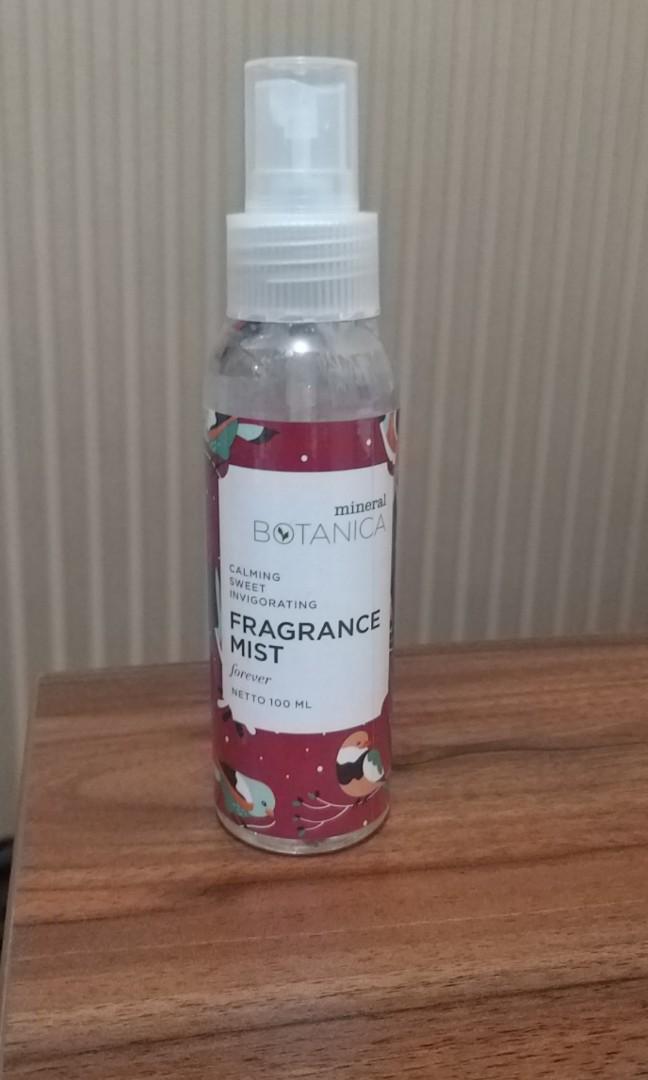 mineral
BOTANICA
CALMING
SWEET
INVIGORATING
FRAGRANCE
MIST
forever
NETTO 100 ML